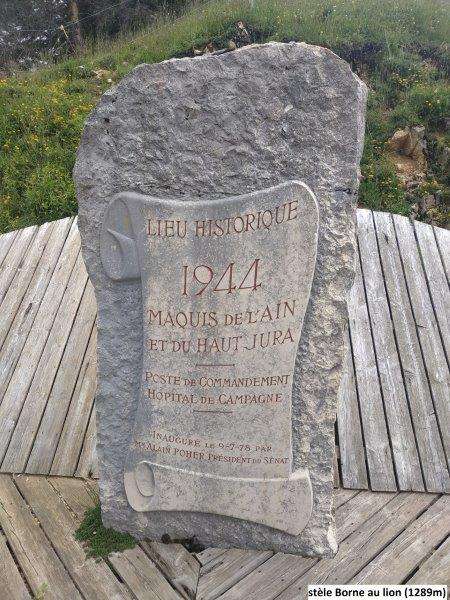 LIEU HISTORIQUE
1944
MAQUIS DE L'AIN
ET DU HAUT JURA
POSTE DE COMMANDEMENT
HÔPITAL DE CAMPAGNE
INAUGURÉ LE 9-7-78 PAR
MR ALAIN POHER PRÉSIDENT DU SÉNAT
stèle Borne au lion (1289m)